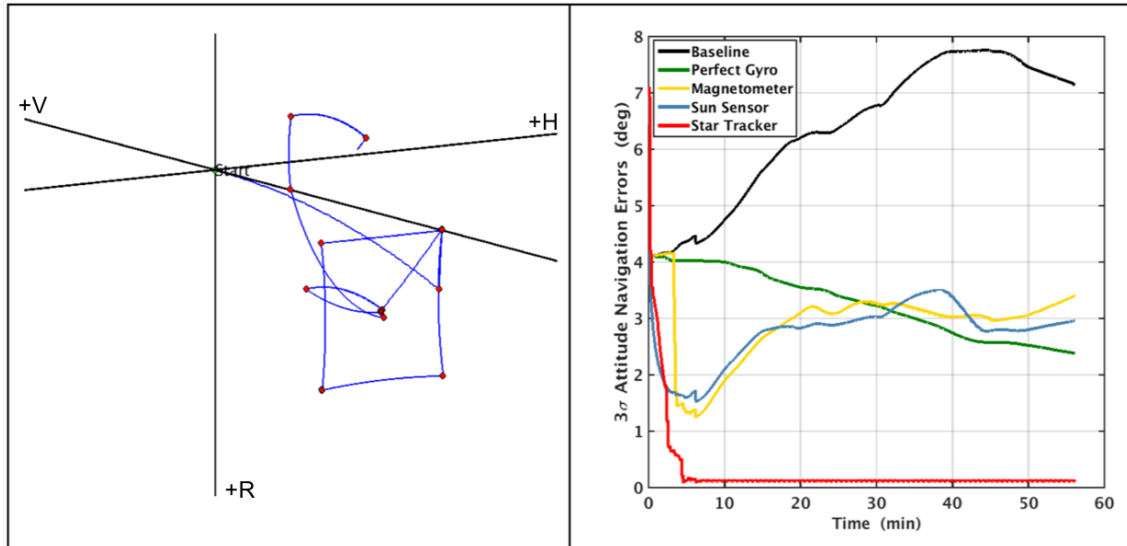 +V
+H
Start
+R
8
7
6
5
4
3
2
1
0
3σ Attitude Navigation Errors (deg)
Baseline
Perfect Gyro
Magnetometer
Sun Sensor
Star Tracker
0 10 20 30 40 50 60
Time (min)